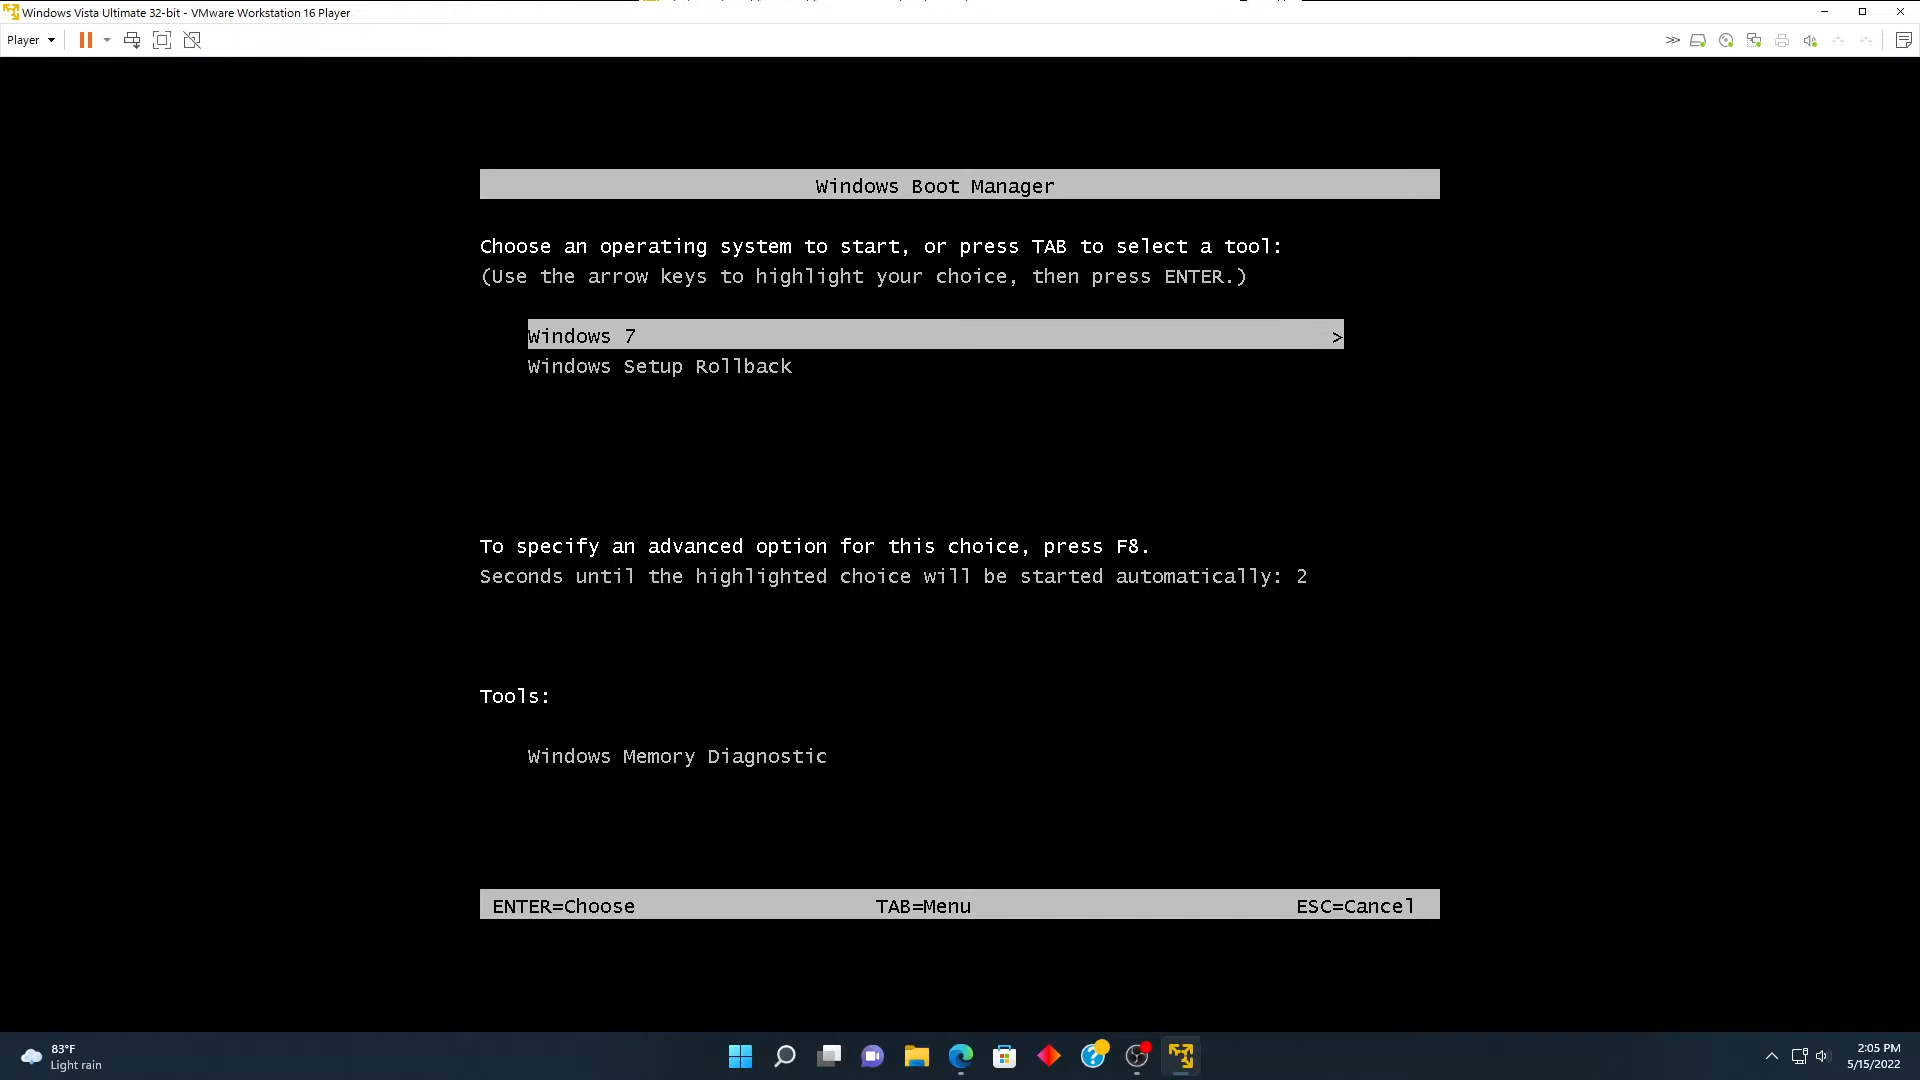 Windows Vista Ultimate 32-bit - VMware Workstation 16 Player
Player
Windows Boot Manager
Choose an operating system to start, or press TAB to select a tool:
(Use the arrow keys to highlight your choice, then press ENTER.)
Windows 7 >
Windows Setup Rollback
To specify an advanced option for this choice, press F8.
Seconds until the highlighted choice will be started automatically: 2
Tools:
Windows Memory Diagnostic
ENTER=Choose TAB=Menu ESC=Cancel
83°F
Light rain
2:05 PM
5/15/2022